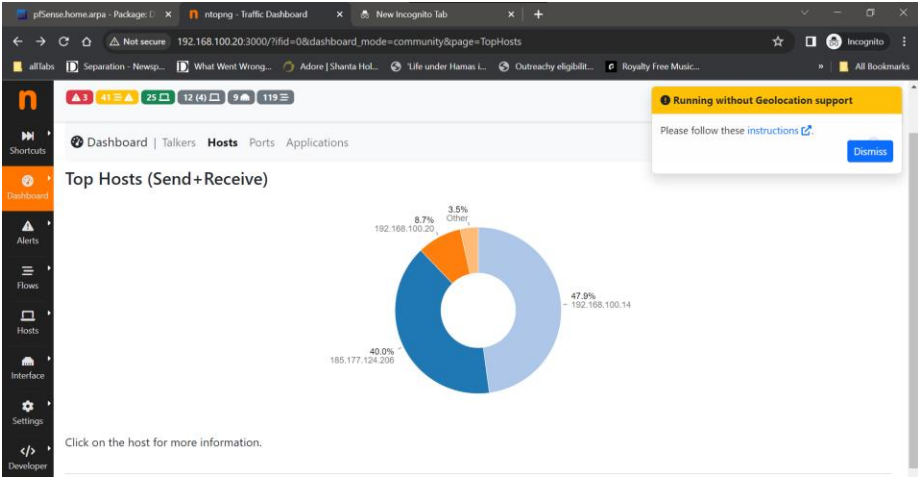 pfSense.home.arpa - Package: D
ntopng - Traffic Dashboard
New Incognito Tab
Not secure
192.168.100.20:3000/?ifid=0&dashboard_mode=community&page=TopHosts
Incognito
allTabs
Separation - Newsp...
What Went Wrong...
Adore | Shanta Hol...
'Life under Hamas i...
Outreachy eligibilit...
Royalty Free Music...
»
All Bookmarks
n
3
41
25
12 (4)
9
119
Running without Geolocation support
Please follow these instructions.
Dismiss
Shortcuts
Dashboard | Talkers Hosts Ports Applications
Dashboard
Top Hosts (Send+Receive)
Alerts
Flows
Hosts
Interface
Settings
Developer
3.5%
Other
8.7%
192.168.100.20
47.9%
192.168.100.14
40.0%
185.177.124.206
Click on the host for more information.